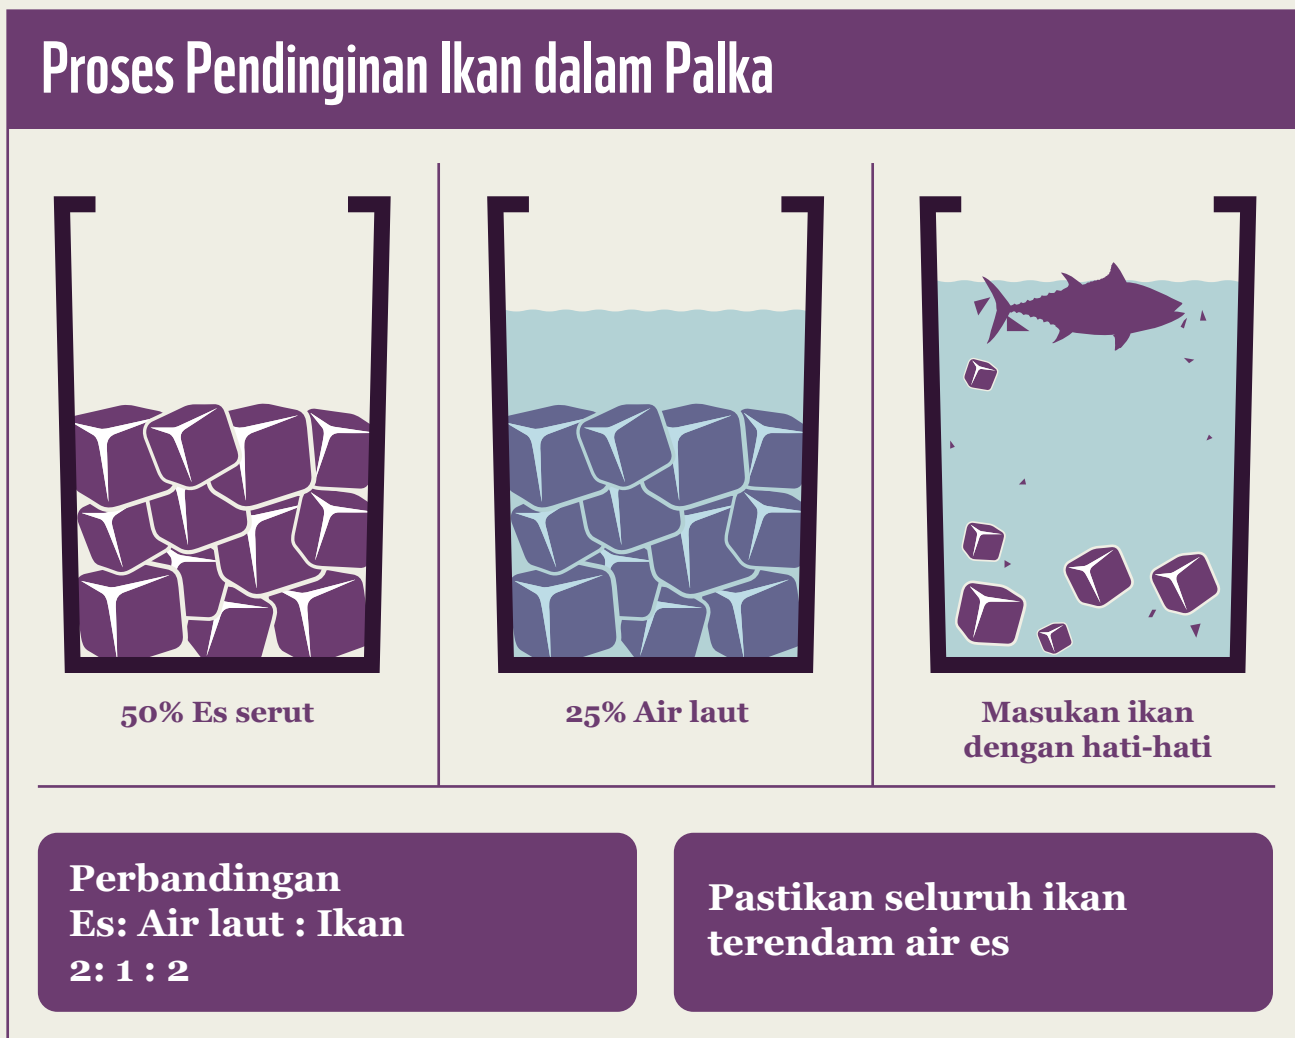 Proses Pendinginan Ikan dalam Palka
50% Es serut
25% Air laut
Masukan ikan
dengan hati-hati
Perbandingan
Es: Air laut : Ikan
2: 1 : 2
Pastikan seluruh ikan
terendam air es